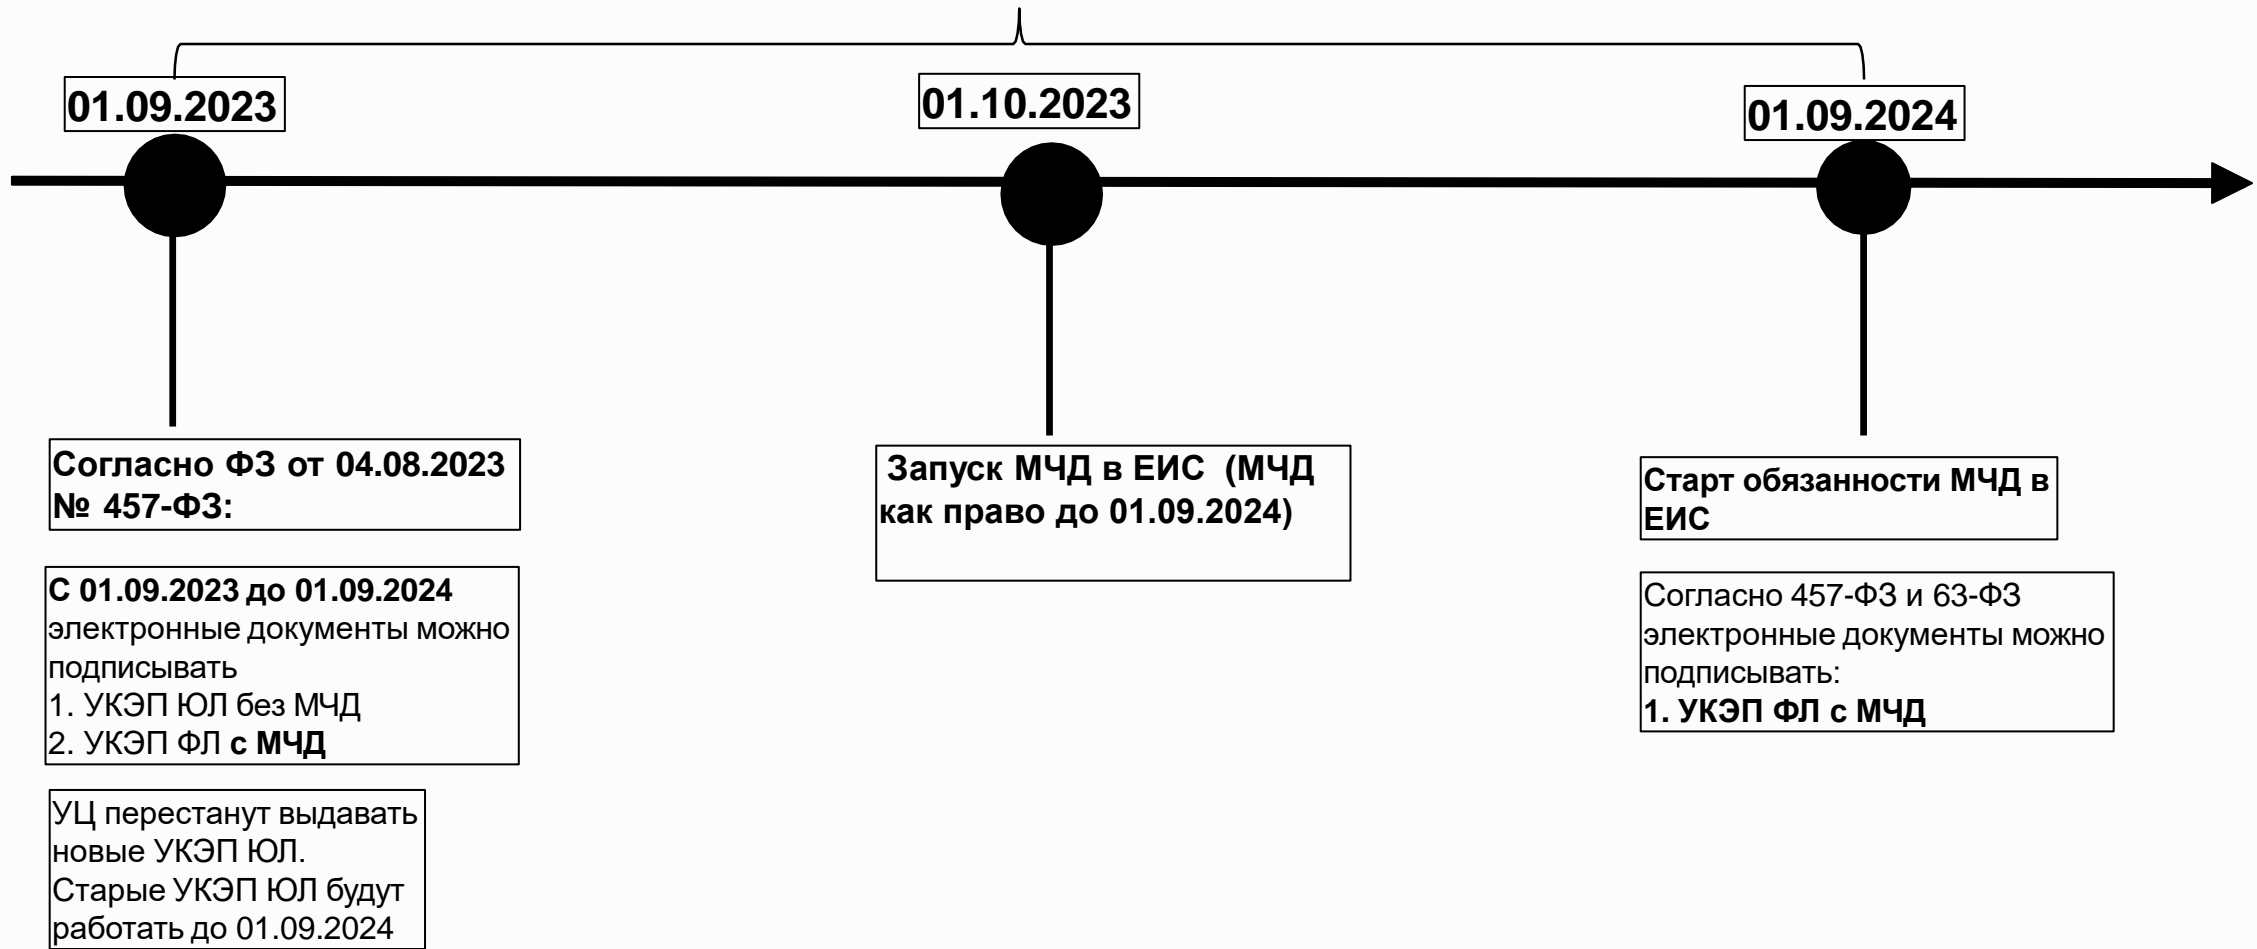 01.09.2023
01.10.2023
01.09.2024
Согласно ФЗ от 04.08.2023
№ 457-ФЗ:
С 01.09.2023 до 01.09.2024
электронные документы можно
подписывать
1. УКЭП ЮЛ без МЧД
2. УКЭП ФЛ с МЧД
УЦ перестанут выдавать
новые УКЭП ЮЛ.
Старые УКЭП ЮЛ будут
работать до 01.09.2024
Запуск МЧД в ЕИС (МЧД
как право до 01.09.2024)
Старт обязанности МЧД в
ЕИС
Согласно 457-ФЗ и 63-ФЗ
электронные документы можно
подписывать:
1. УКЭП ФЛ с МЧД